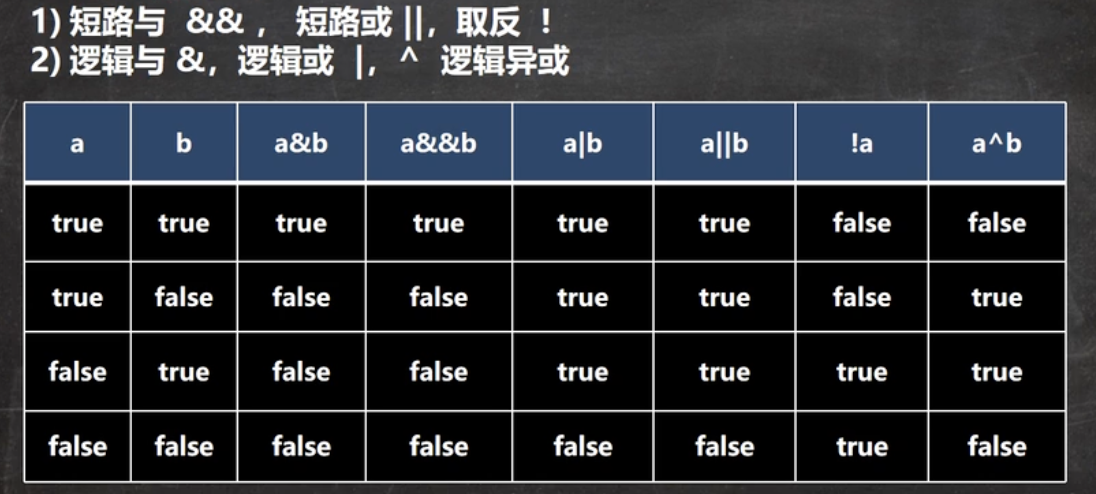 1) 短路与 && ， 短路或 ||，取反 ！
2) 逻辑与 &，逻辑或 |，^ 逻辑异或
a b a&b a&&b a|b a||b !a a^b
true true true true true true false false
true false false false true true false true
false true false false true true true true
false false false false false false true false